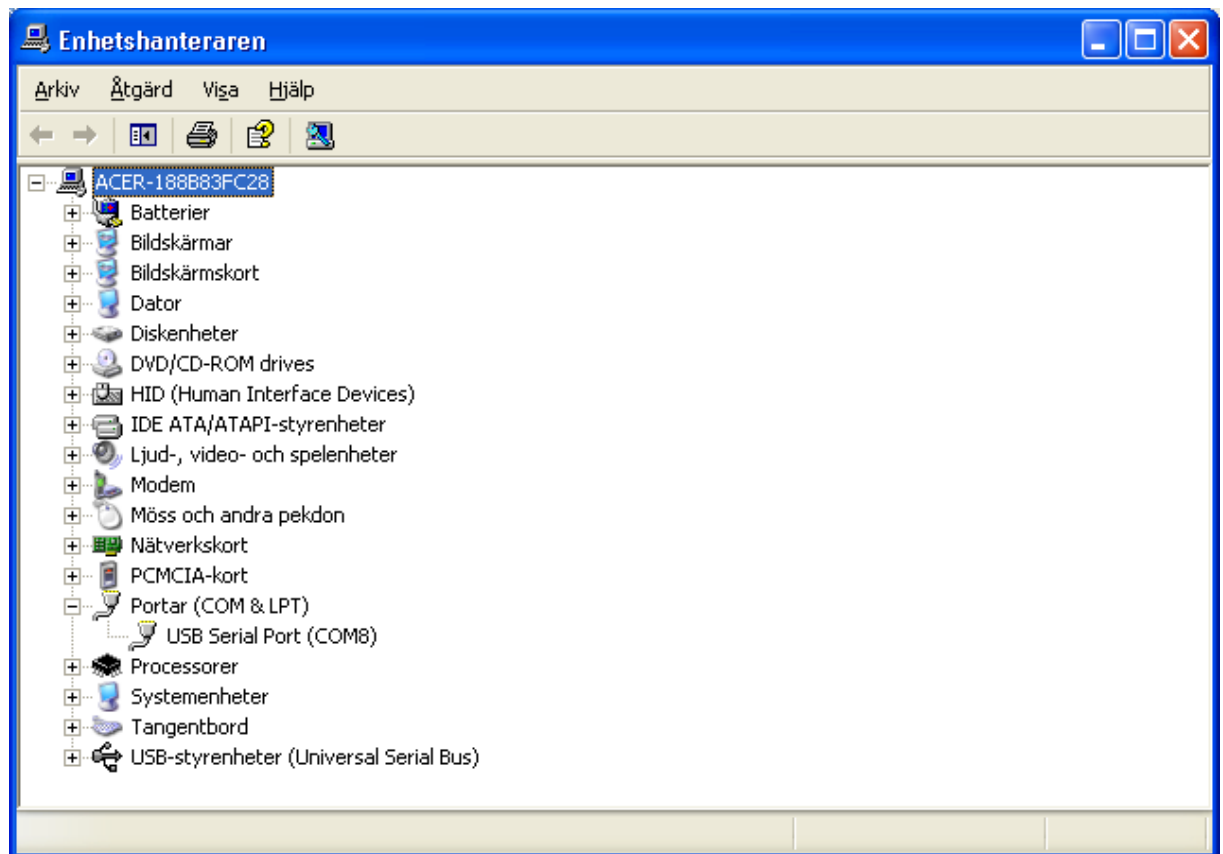 Enhetshanteraren
Arkiv Åtgärd Visa Hjälp
ACER-188B83FC28
Batterier
Bildskärmar
Bildskärmskort
Dator
Diskenheter
DVD/CD-ROM drives
HID (Human Interface Devices)
IDE ATA/ATAPI-styrenheter
Ljud-, video- och spelenheter
Modem
Möss och andra pekdon
Nätverkskort
PCMCIA-kort
Portar (COM & LPT)
USB Serial Port (COM8)
Processorer
Systemenheter
Tangentbord
USB-styrenheter (Universal Serial Bus)